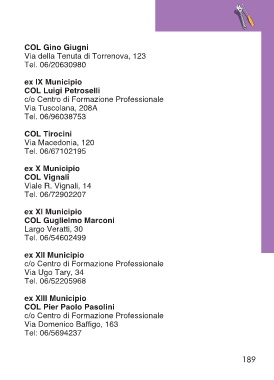 COL Gino Giugni
Via della Tenuta di Torrenova, 123
Tel. 06/20630980
ex IX Municipio
COL Luigi Petroselli
c/o Centro di Formazione Professionale
Via Tuscolana, 208A
Tel. 06/96038753
COL Tirocini
Via Macedonia, 120
Tel. 06/67102195
ex X Municipio
COL Vignali
Viale R. Vignali, 14
Tel. 06/72902207
ex XI Municipio
COL Guglielmo Marconi
Largo Veratti, 30
Tel. 06/54602499
ex XII Municipio
c/o Centro di Formazione Professionale
Via Ugo Tary, 34
Tel. 06/52205968
ex XIII Municipio
COL Pier Paolo Pasolini
c/o Centro di Formazione Professionale
Via Domenico Baffigo, 163
Tel: 06/5694237
189